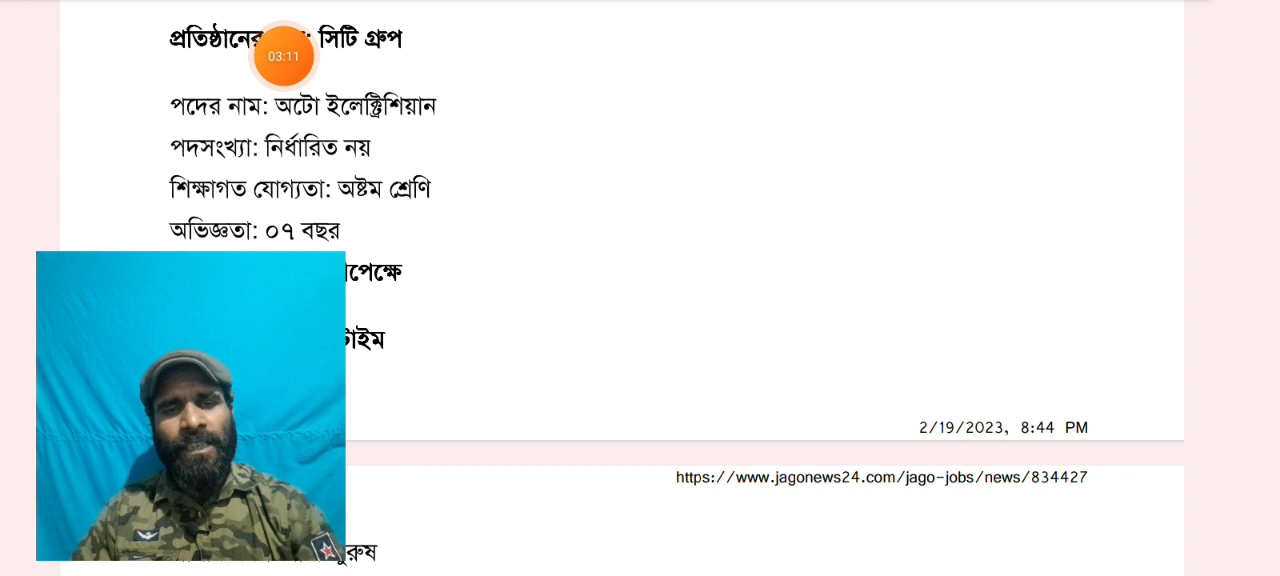 প্রতিষ্ঠানের সিটি গ্রুপ
03:11
পদের নাম: অটো ইলেক্ট্রিশিয়ান
পদসংখ্যা: নির্ধারিত নয়
শিক্ষাগত যোগ্যতা: অষ্টম শ্রেণি
অভিজ্ঞতা: ০৭ বছর
2/19/2023, 8:44 PM
https://www.jagonews24.com/jago-jobs/news/834427